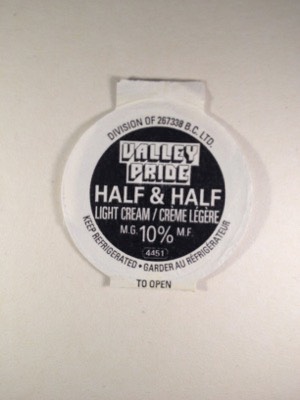 DIVISION OF 267338 B.C. LTD.
VALLEY
PRIDE
HALF & HALF
LIGHT CREAM / CRÈME LÉGÈRE
M.G. 10% M.F.
4451
KEEP REFRIGERATED • GARDER AU RÉFRIGÉRATEUR
TO OPEN